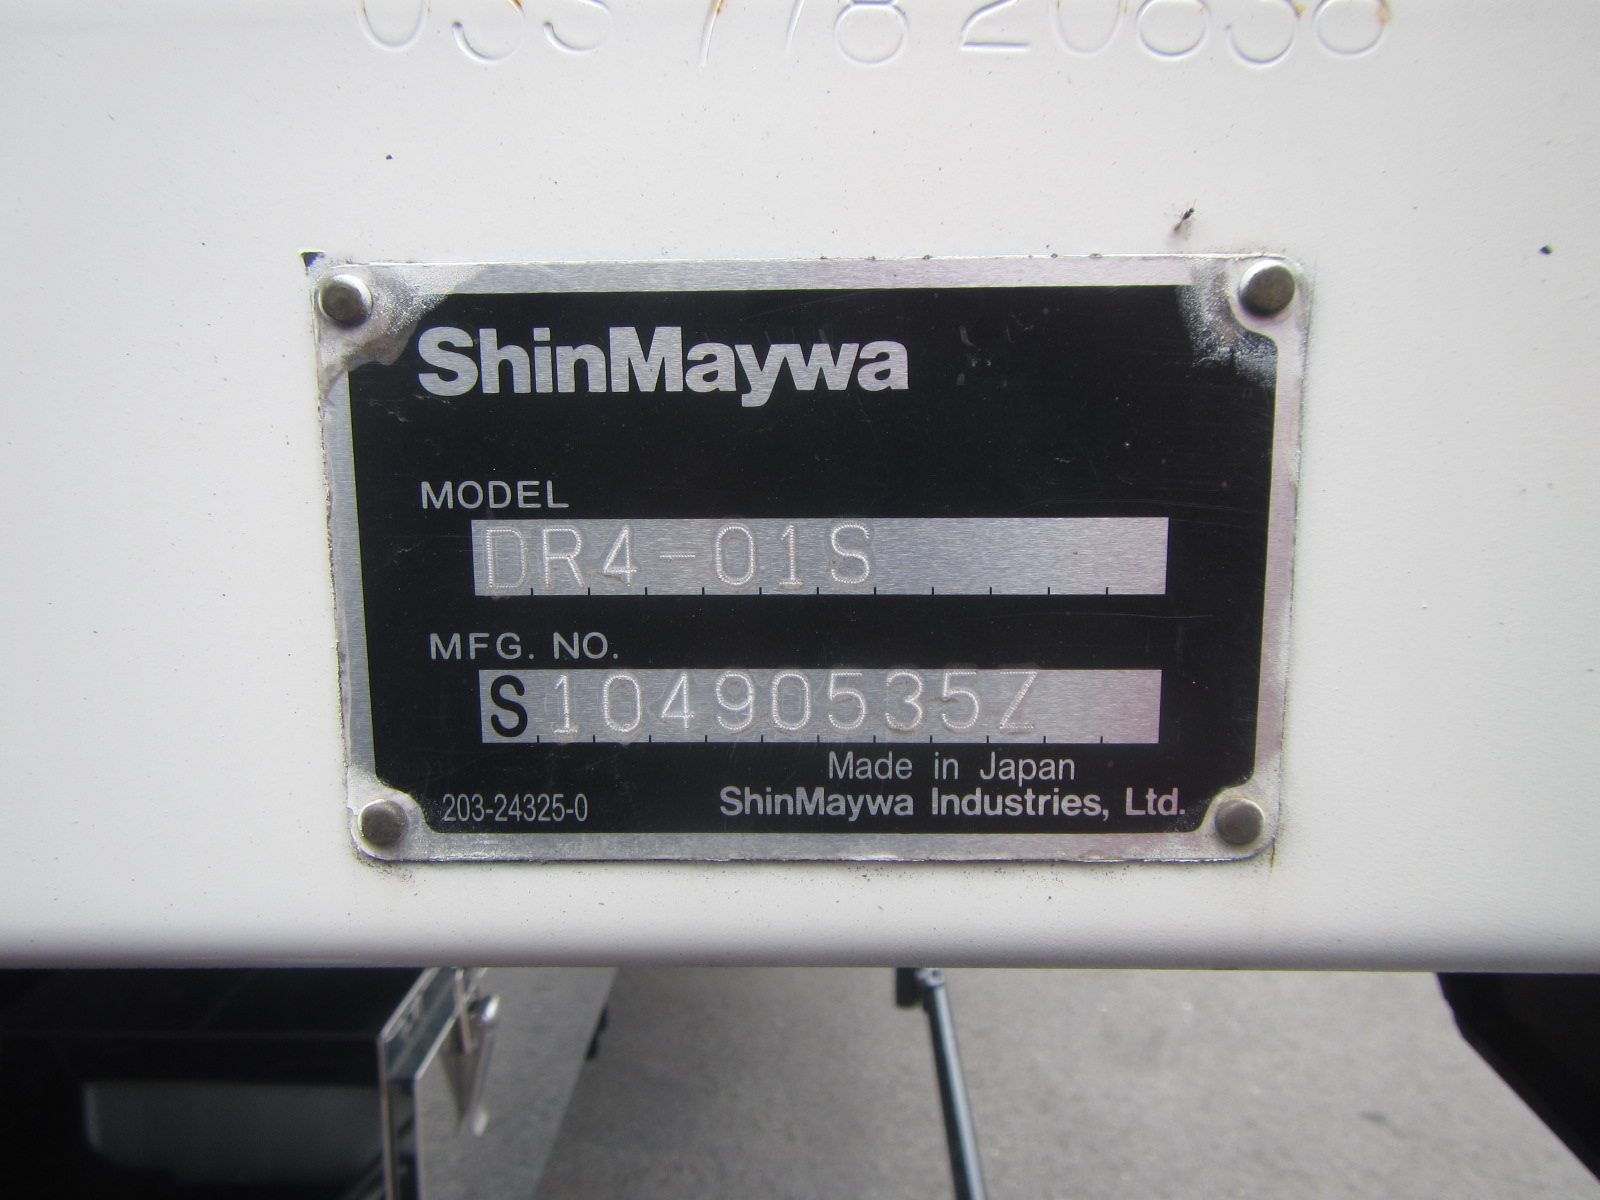 ShinMaywa
MODEL
DR4-01S
MFG. NO.
S10490535Z
Made in Japan
203-24325-0 ShinMaywa Industries, Ltd.